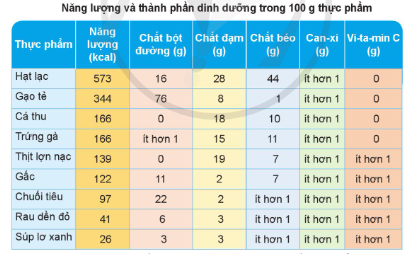 Năng lượng và thành phần dinh dưỡng trong 100 g thực phẩm
Thực phẩm Năng lượng (kcal) Chất bột đường (g) Chất đạm (g) Chất béo (g) Can-xi (g) Vi-ta-min C (g)
Hạt lạc 573 16 28 44 ít hơn 1 0
Gạo tẻ 344 76 8 1 ít hơn 1 0
Cá thu 166 0 18 10 ít hơn 1 0
Trứng gà 166 ít hơn 1 15 11 ít hơn 1 0
Thịt lợn nạc 139 0 19 7 ít hơn 1 ít hơn 1
Gấc 122 11 2 7 ít hơn 1 ít hơn 1
Chuối tiêu 97 22 2 ít hơn 1 ít hơn 1 ít hơn 1
Rau dền đỏ 41 6 3 ít hơn 1 ít hơn 1 ít hơn 1
Súp lơ xanh 26 3 3 ít hơn 1 ít hơn 1 ít hơn 1